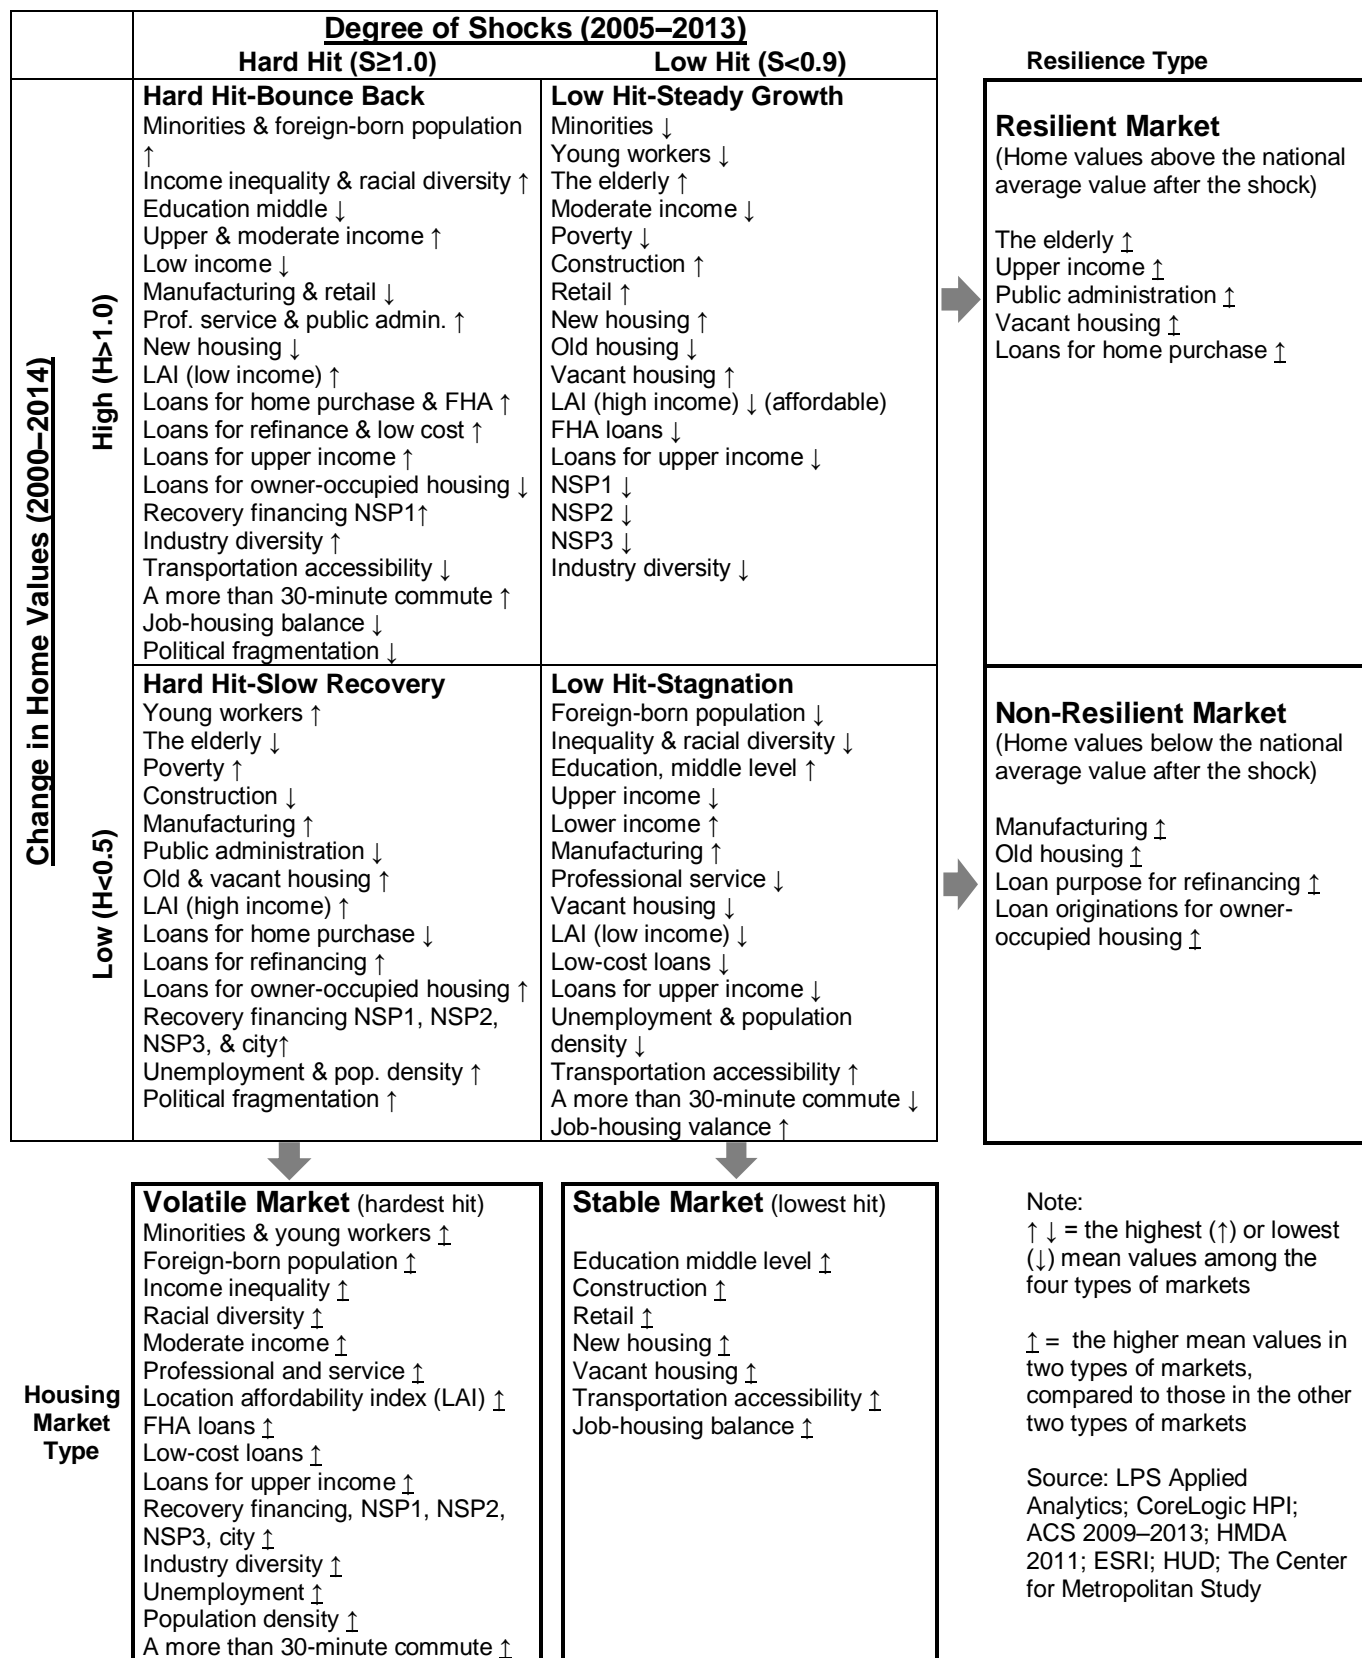 Degree of Shocks (2005–2013)
Hard Hit (S≥1.0)
Low Hit (S<0.9)
Resilience Type
Change in Home Values (2000–2014)
High (H>1.0)
Hard Hit-Bounce Back
Minorities & foreign-born population
↑
Income inequality & racial diversity ↑
Education middle ↓
Upper & moderate income ↑
Low income ↓
Manufacturing & retail ↓
Prof. service & public admin. ↑
New housing ↓
LAI (low income) ↑
Loans for home purchase & FHA ↑
Loans for refinance & low cost ↑
Loans for upper income ↑
Loans for owner-occupied housing ↓
Recovery financing NSP1↑
Industry diversity ↑
Transportation accessibility ↓
A more than 30-minute commute ↑
Job-housing balance ↓
Political fragmentation ↓
Low Hit-Steady Growth
Minorities ↓
Young workers ↓
The elderly ↑
Moderate income ↓
Poverty ↓
Construction ↑
Retail ↑
New housing ↑
Old housing ↓
Vacant housing ↑
LAI (high income) ↓ (affordable)
FHA loans ↓
Loans for upper income ↓
NSP1 ↓
NSP2 ↓
NSP3 ↓
Industry diversity ↓
Resilient Market
(Home values above the national
average value after the shock)
The elderly ↑
Upper income ↑
Public administration ↑
Vacant housing ↑
Loans for home purchase ↑
Low (H<0.5)
Hard Hit-Slow Recovery
Young workers ↑
The elderly ↓
Poverty ↑
Construction ↓
Manufacturing ↑
Public administration ↓
Old & vacant housing ↑
LAI (high income) ↑
Loans for home purchase ↓
Loans for refinancing ↑
Loans for owner-occupied housing ↑
Recovery financing NSP1, NSP2,
NSP3, & city↑
Unemployment & pop. density ↑
Political fragmentation ↑
Low Hit-Stagnation
Foreign-born population ↓
Inequality & racial diversity ↓
Education, middle level ↑
Upper income ↓
Lower income ↑
Manufacturing ↑
Professional service ↓
Vacant housing ↓
LAI (low income) ↓
Low-cost loans ↓
Loans for upper income ↓
Unemployment & population
density ↓
Transportation accessibility ↑
A more than 30-minute commute ↓
Job-housing valance ↑
Non-Resilient Market
(Home values below the national
average value after the shock)
Manufacturing ↑
Old housing ↑
Loan purpose for refinancing ↑
Loan originations for owner-
occupied housing ↑
Housing
Market
Type
Volatile Market (hardest hit)
Minorities & young workers ↑
Foreign-born population ↑
Income inequality ↑
Racial diversity ↑
Moderate income ↑
Professional and service ↑
Location affordability index (LAI) ↑
FHA loans ↑
Low-cost loans ↑
Loans for upper income ↑
Recovery financing, NSP1, NSP2,
NSP3, city ↑
Industry diversity ↑
Unemployment ↑
Population density ↑
A more than 30-minute commute ↑
Stable Market (lowest hit)
Education middle level ↑
Construction ↑
Retail ↑
New housing ↑
Vacant housing ↑
Transportation accessibility ↑
Job-housing balance ↑
Note:
↑ ↓ = the highest (↑) or lowest
(↓) mean values among the
four types of markets
↑ = the higher mean values in
two types of markets,
compared to those in the other
two types of markets
Source: LPS Applied
Analytics; CoreLogic HPI;
ACS 2009–2013; HMDA
2011; ESRI; HUD; The Center
for Metropolitan Study